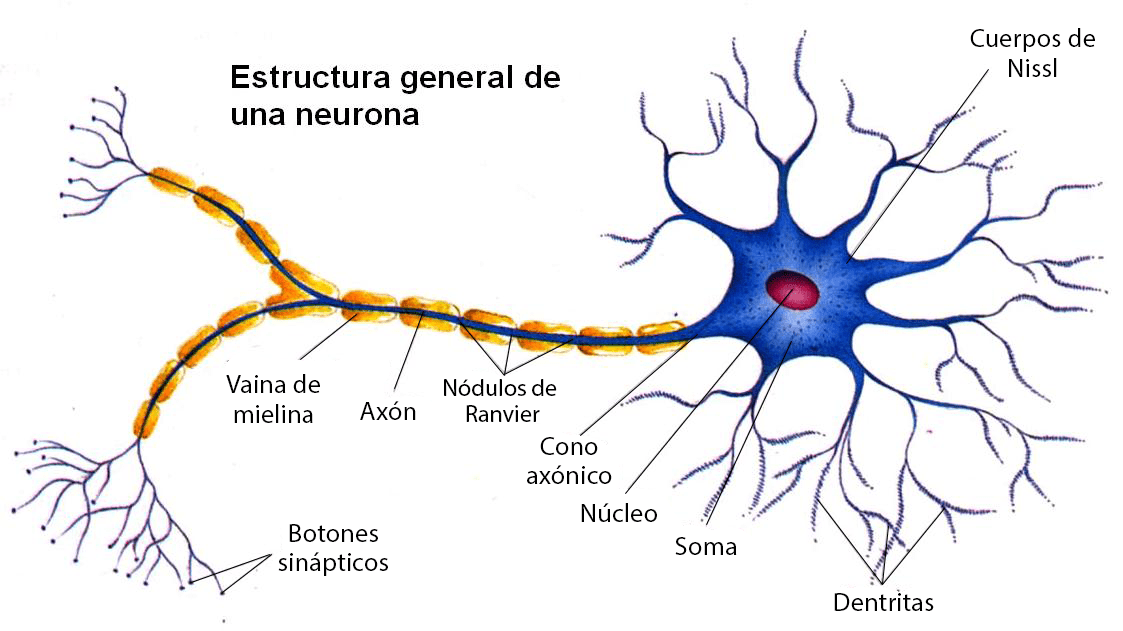 Estructura general de
una neurona
Cuerpos de
Nissl
Vaina de
mielina
Axón
Nódulos de
Ranvier
Cono
axónico
Núcleo
Soma
Botones
sinápticos
Dentritas